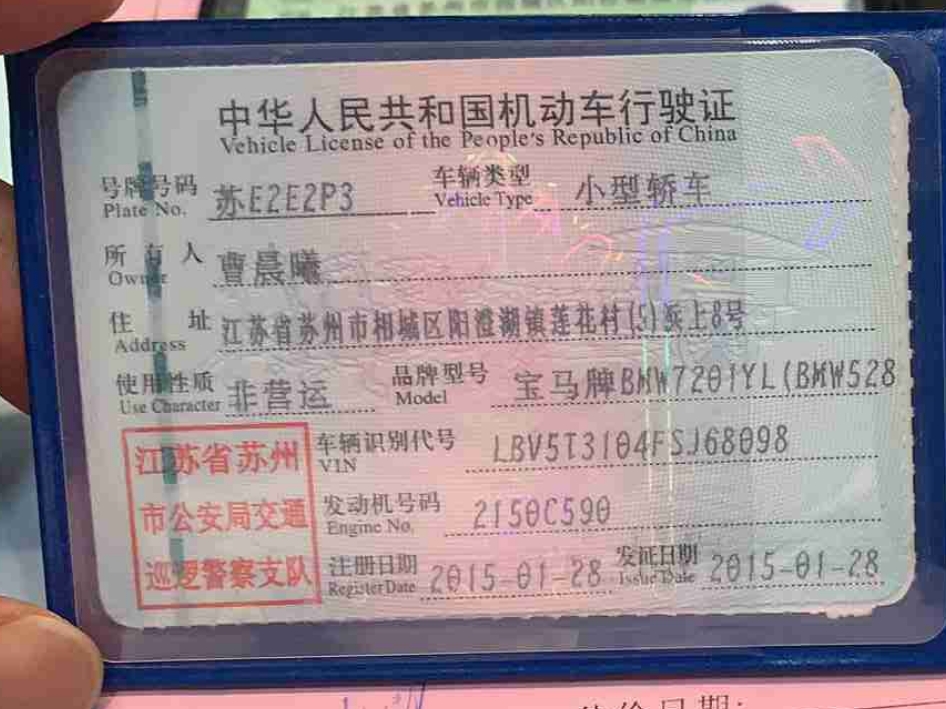 中华人民共和国机动车行驶证
Vehicle License of the People's Republic of China
号牌号码 苏E2E2P3 车辆类型 小型轿车
Plate No. Vehicle Type
所有人 曹晨曦
Owner
住址 江苏省苏州市相城区阳澄湖镇莲花村(5)浜上8号
Address
使用性质 非营运 品牌型号 宝马牌BMW7201YL(BMW528
Use Character Model
江苏省苏州 车辆识别代号 LBV5T3104FSJ68098
VIN
市公安局交通 发动机号码 2150C590
Engine No.
巡逻警察支队 注册日期 2015-01-28 发证日期 2015-01-28
Register Date Issue Date